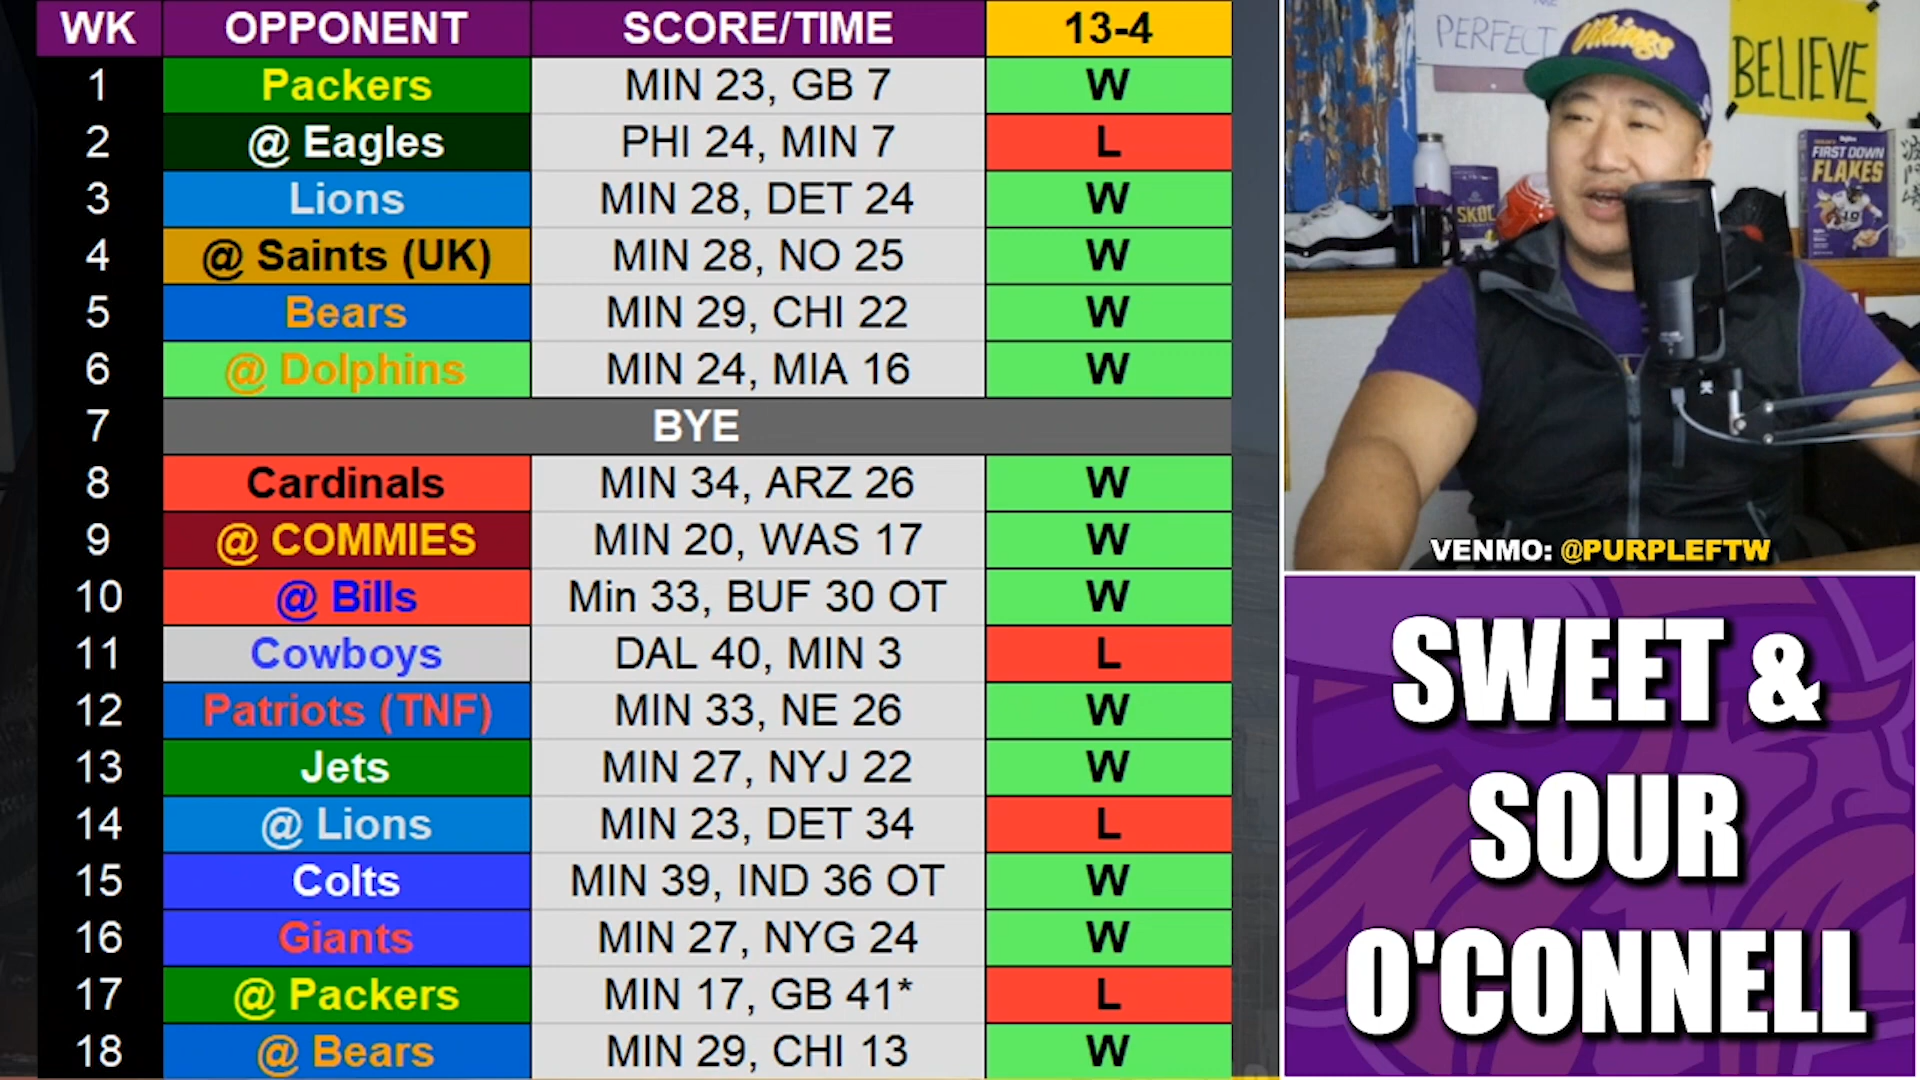 WK OPPONENT SCORE/TIME 13-4
1 Packers MIN 23, GB 7 W
2 @ Eagles PHI 24, MIN 7 L
3 Lions MIN 28, DET 24 W
4 @ Saints (UK) MIN 28, NO 25 W
5 Bears MIN 29, CHI 22 W
6 @ Dolphins MIN 24, MIA 16 W
7 BYE
8 Cardinals MIN 34, ARZ 26 W
9 @ COMMIES MIN 20, WAS 17 W
10 @ Bills Min 33, BUF 30 OT W
11 Cowboys DAL 40, MIN 3 L
12 Patriots (TNF) MIN 33, NE 26 W
13 Jets MIN 27, NYJ 22 W
14 @ Lions MIN 23, DET 34 L
15 Colts MIN 39, IND 36 OT W
16 Giants MIN 27, NYG 24 W
17 @ Packers MIN 17, GB 41* L
18 @ Bears MIN 29, CHI 13 W
PERFECT
Vikings
BELIEVE
SKOL
FIRST DOWN
FLAKES
19
VENMO: @PURPLEFTW
SWEET &
SOUR
O'CONNELL